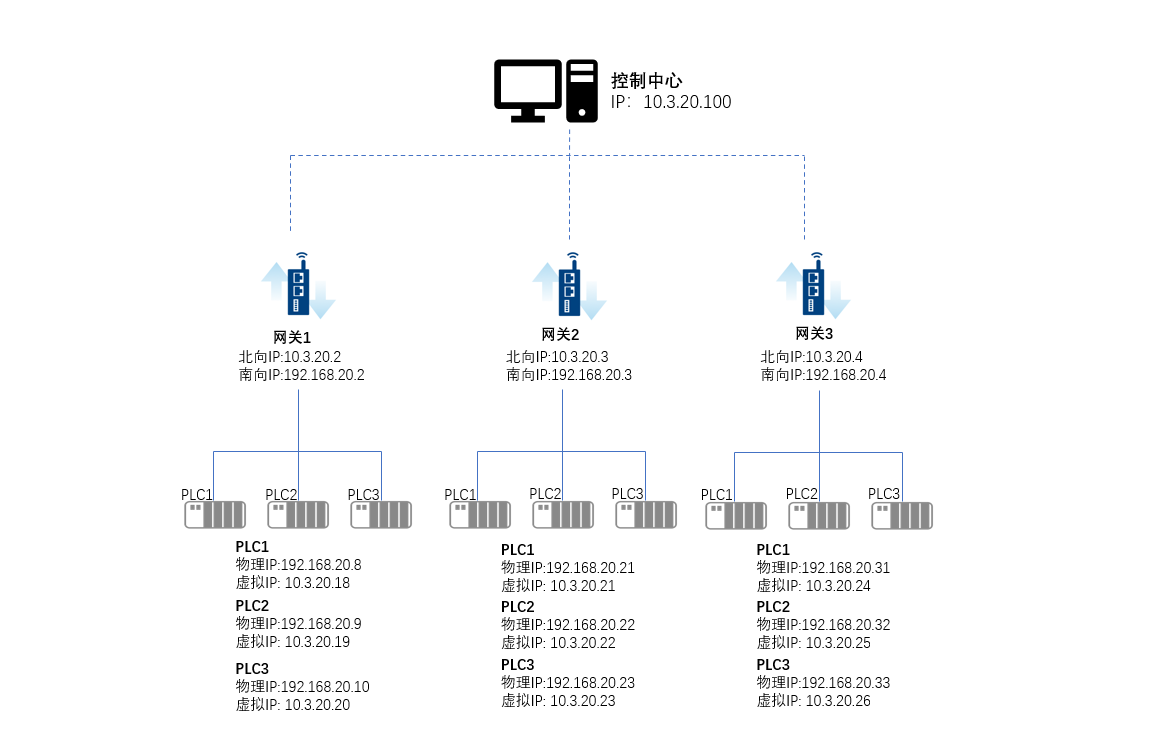 控制中心
IP：10.3.20.100
网关1
北向IP:10.3.20.2
南向IP:192.168.20.2
网关2
北向IP:10.3.20.3
南向IP:192.168.20.3
网关3
北向IP:10.3.20.4
南向IP:192.168.20.4
PLC1
PLC2
PLC3
PLC1
PLC2
PLC3
PLC1
PLC2
PLC3
PLC1
物理IP:192.168.20.8
虚拟IP: 10.3.20.18
PLC2
物理IP:192.168.20.9
虚拟IP: 10.3.20.19
PLC3
物理IP:192.168.20.10
虚拟IP: 10.3.20.20
PLC1
物理IP:192.168.20.21
虚拟IP: 10.3.20.21
PLC2
物理IP:192.168.20.22
虚拟IP: 10.3.20.22
PLC3
物理IP:192.168.20.23
虚拟IP: 10.3.20.23
PLC1
物理IP:192.168.20.31
虚拟IP: 10.3.20.24
PLC2
物理IP:192.168.20.32
虚拟IP: 10.3.20.25
PLC3
物理IP:192.168.20.33
虚拟IP: 10.3.20.26